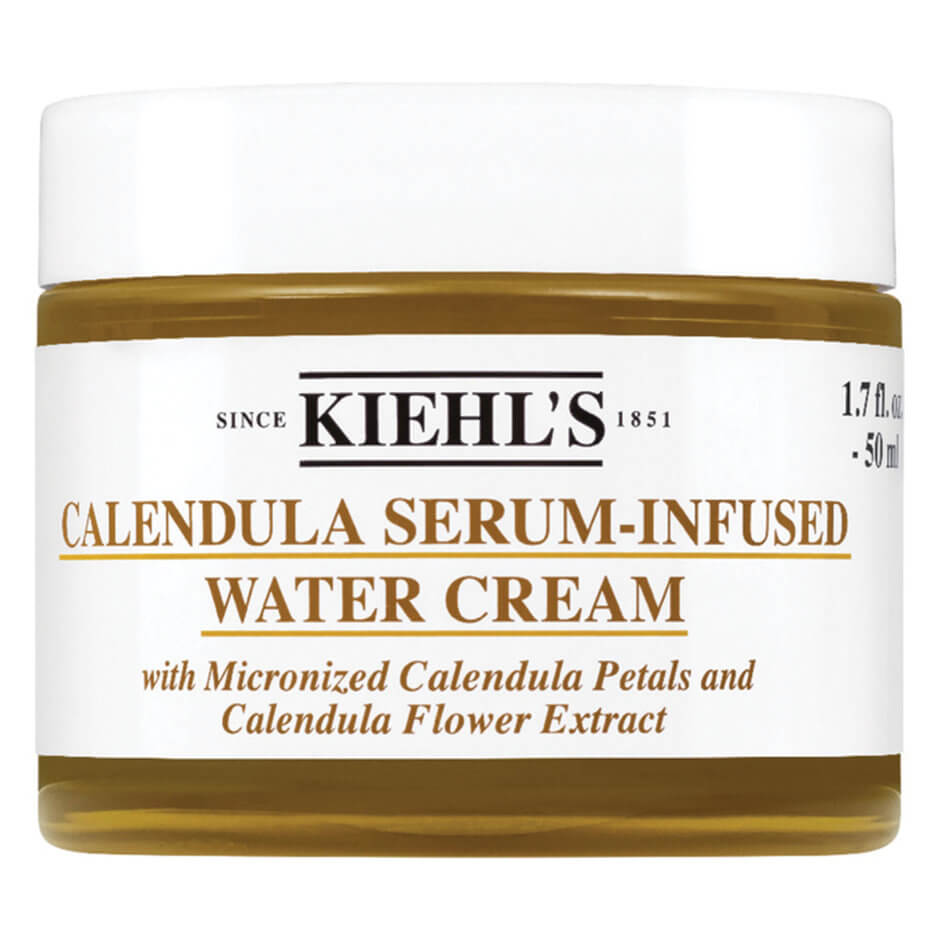 SINCE KIEHL'S 1851
CALENDULA SERUM-INFUSED
WATER CREAM
with Micronized Calendula Petals and
Calendula Flower Extract
1.7 fl. oz.
- 50 ml